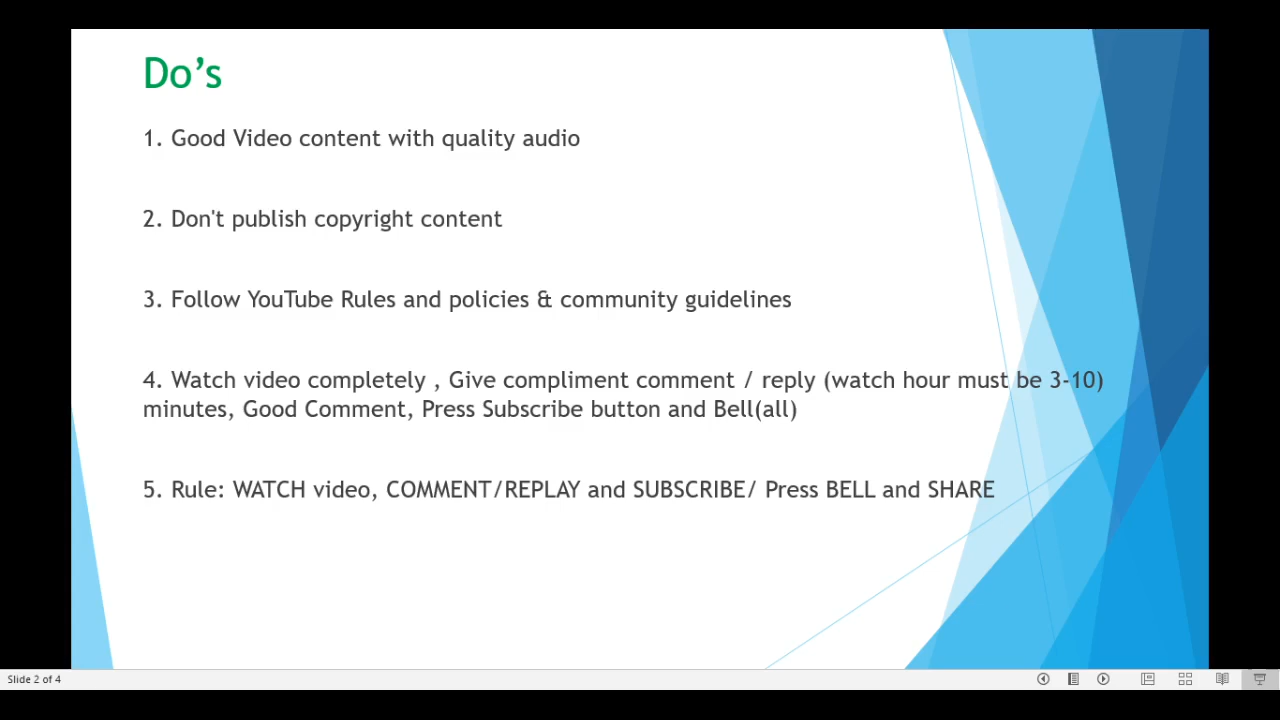 Do’s
1. Good Video content with quality audio
2. Don't publish copyright content
3. Follow YouTube Rules and policies & community guidelines
4. Watch video completely , Give compliment comment / reply (watch hour must be 3-10)
minutes, Good Comment, Press Subscribe button and Bell(all)
5. Rule: WATCH video, COMMENT/REPLAY and SUBSCRIBE/ Press BELL and SHARE
Slide 2 of 4